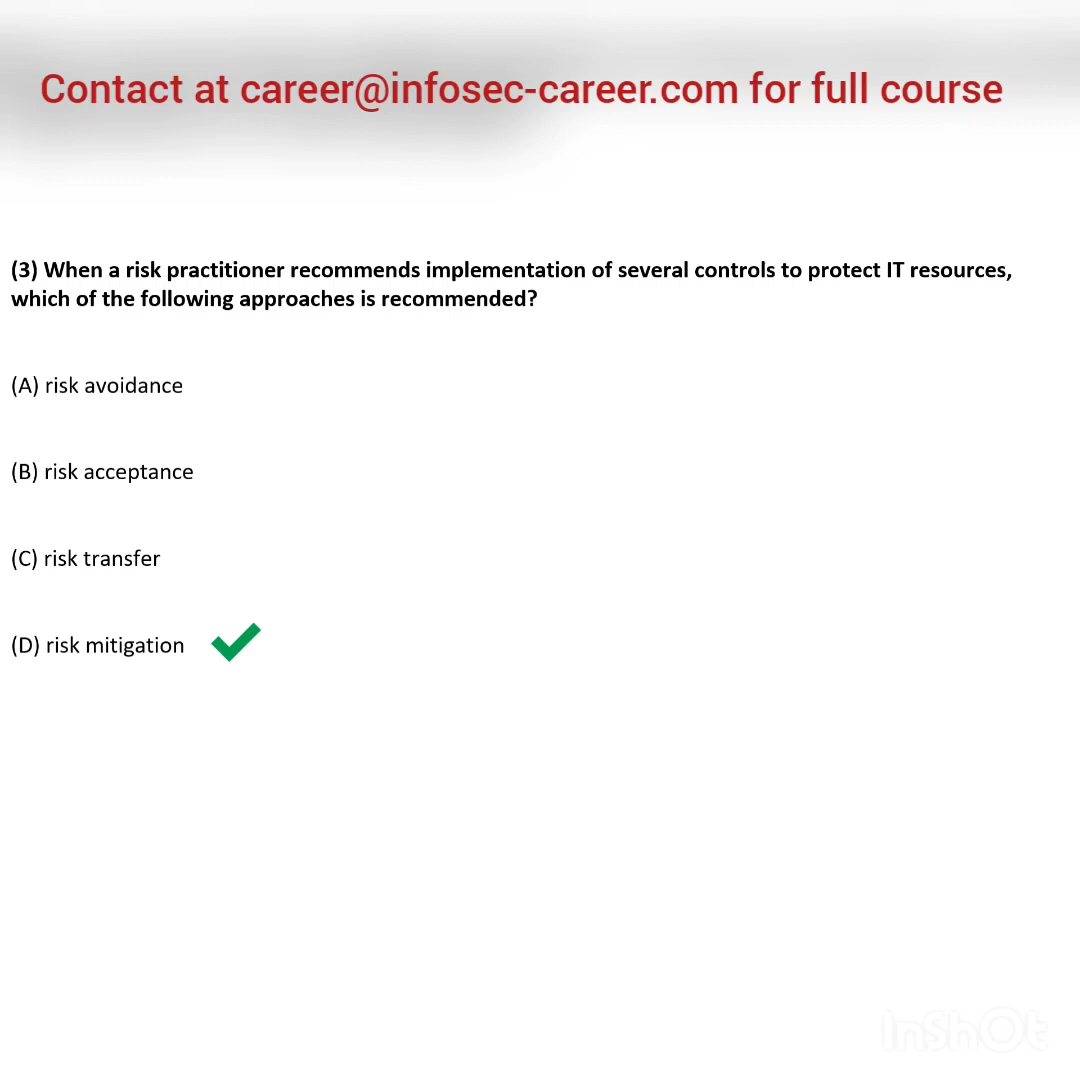 Contact at career@infosec-career.com for full course
(3) When a risk practitioner recommends implementation of several controls to protect IT resources,
which of the following approaches is recommended?
(A) risk avoidance
(B) risk acceptance
(C) risk transfer
(D) risk mitigation
InShOt